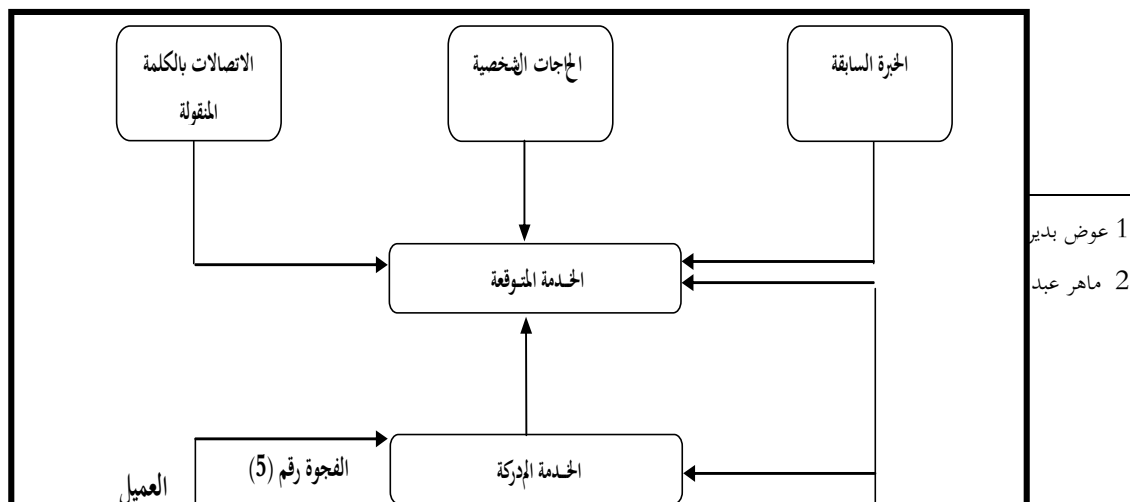 الخبرة السابقة
الحاجات الشخصية
الاتصالات بالكلمة
المنقولة
1 عوض بدير
2 ماهر عبد
الخدمة المتوقعة
الخدمة المدركة
الفجوة رقم (5)
العميل